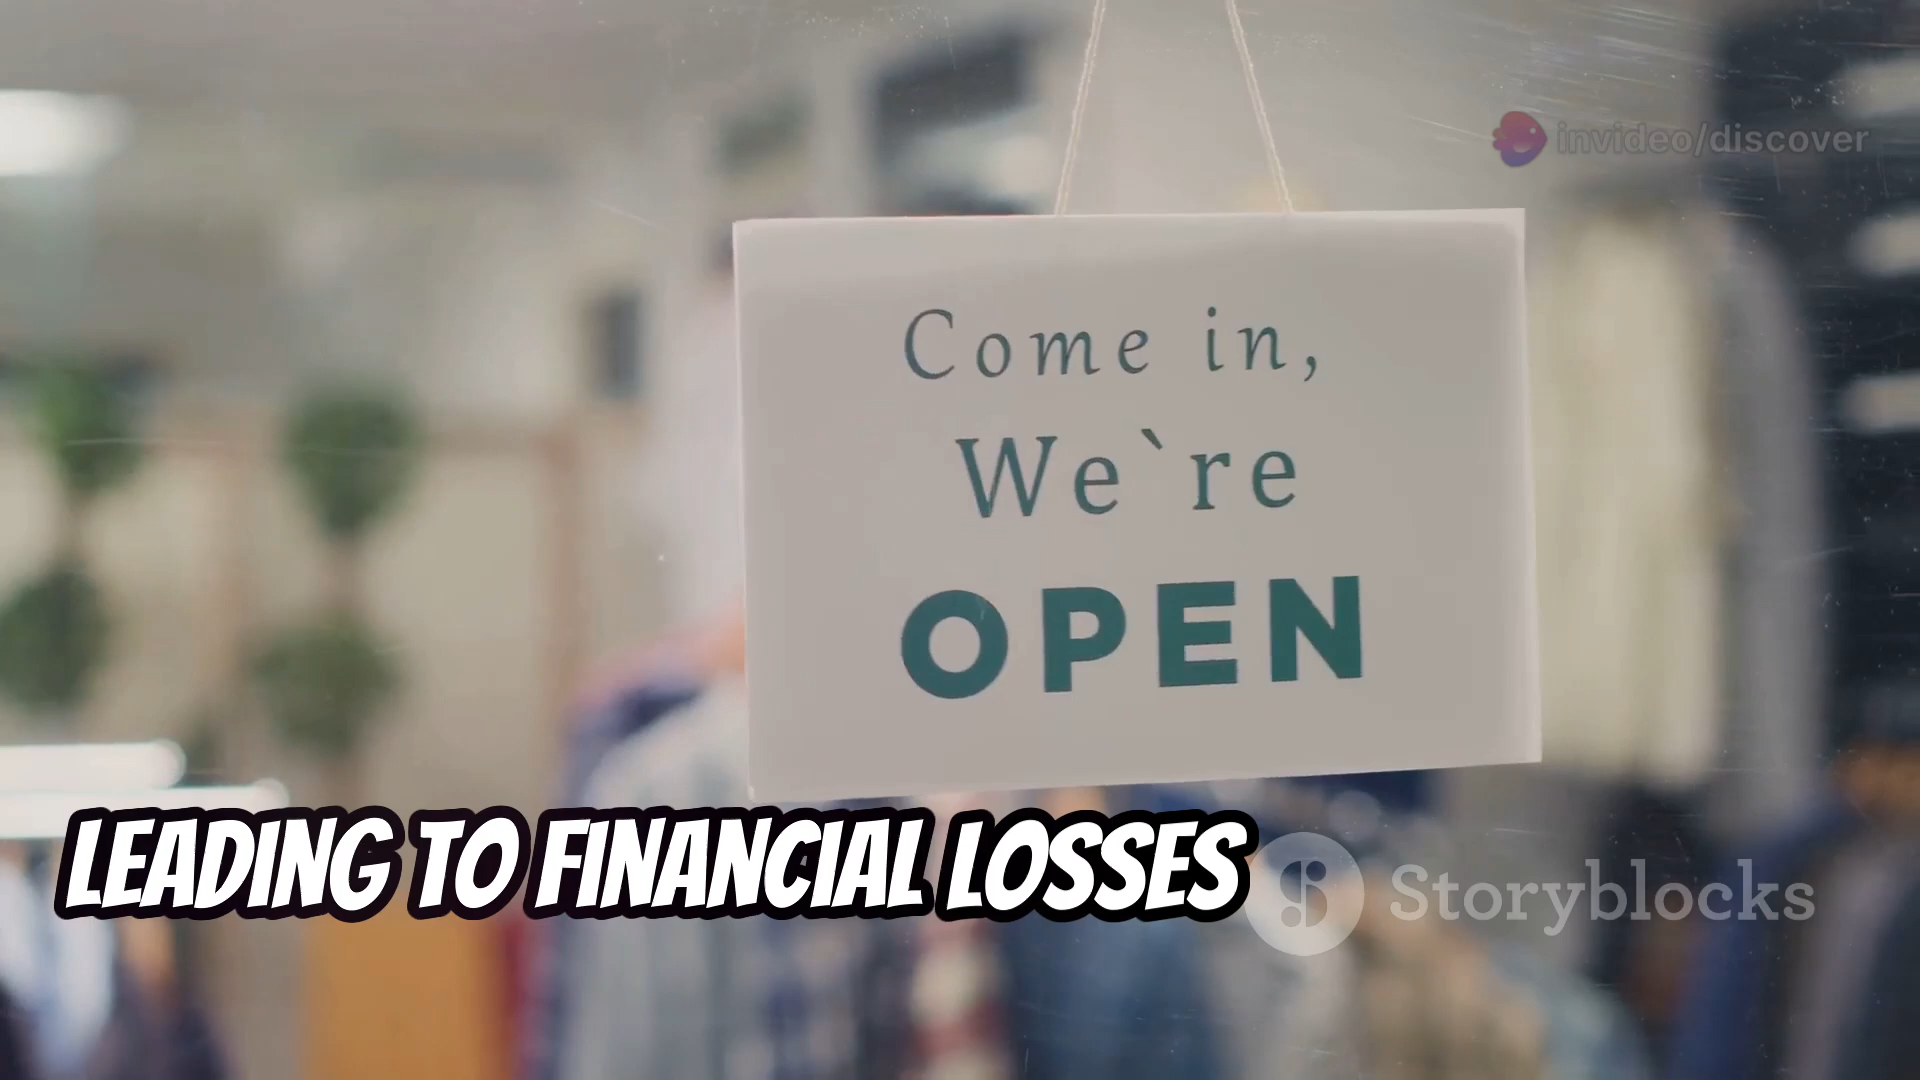 invideo/discover
Come in,
We`re
OPEN
LEADING TO FINANCIAL LOSSES
Storyblocks